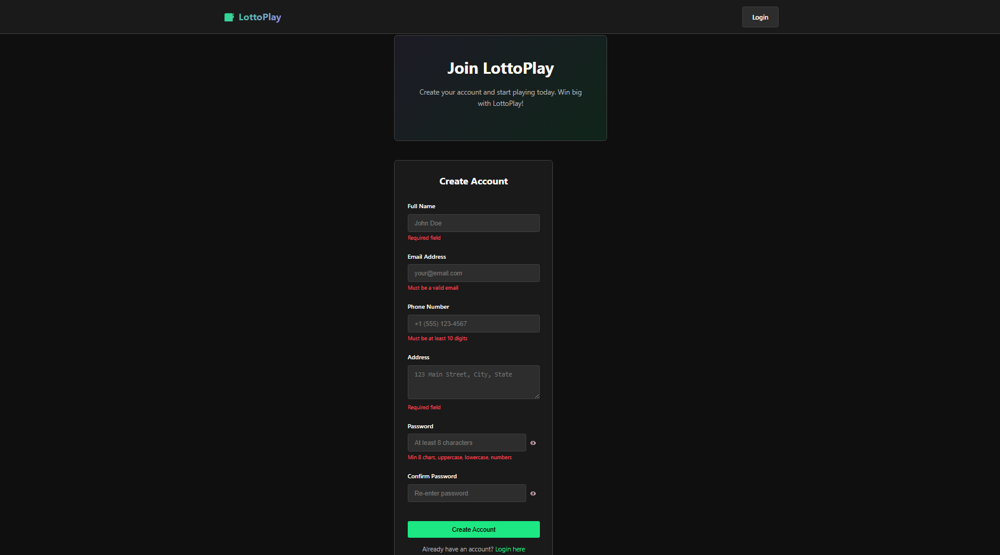 LottoPlay
Login
Join LottoPlay
Create your account and start playing today. Win big
with LottoPlay!
Create Account
Full Name
John Doe
Required field
Email Address
your@email.com
Must be a valid email
Phone Number
+1 (555) 123-4567
Must be at least 10 digits
Address
123 Main Street, City, State
Required field
Password
At least 8 characters
Min 8 chars, uppercase, lowercase, numbers
Confirm Password
Re-enter password
Create Account
Already have an account? Login here